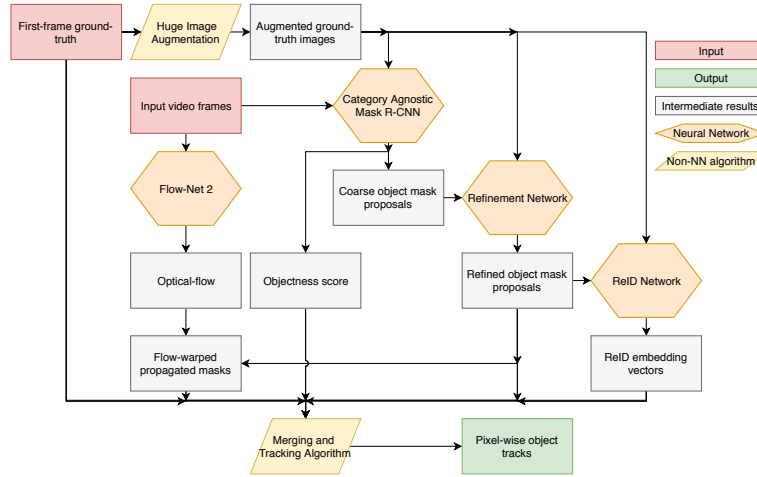 First-frame ground-
truth
Huge Image
Augmentation
Augmented ground-
truth images
Input
Output
Intermediate results
Neural Network
Non-NN algorithm
Input video frames
Category Agnostic
Mask R-CNN
Flow-Net 2
Coarse object mask
proposals
Refinement Network
Optical-flow
Objectness score
Refined object mask
proposals
ReID Network
Flow-warped
propagated masks
ReID embedding
vectors
Merging and
Tracking Algorithm
Pixel-wise object
tracks